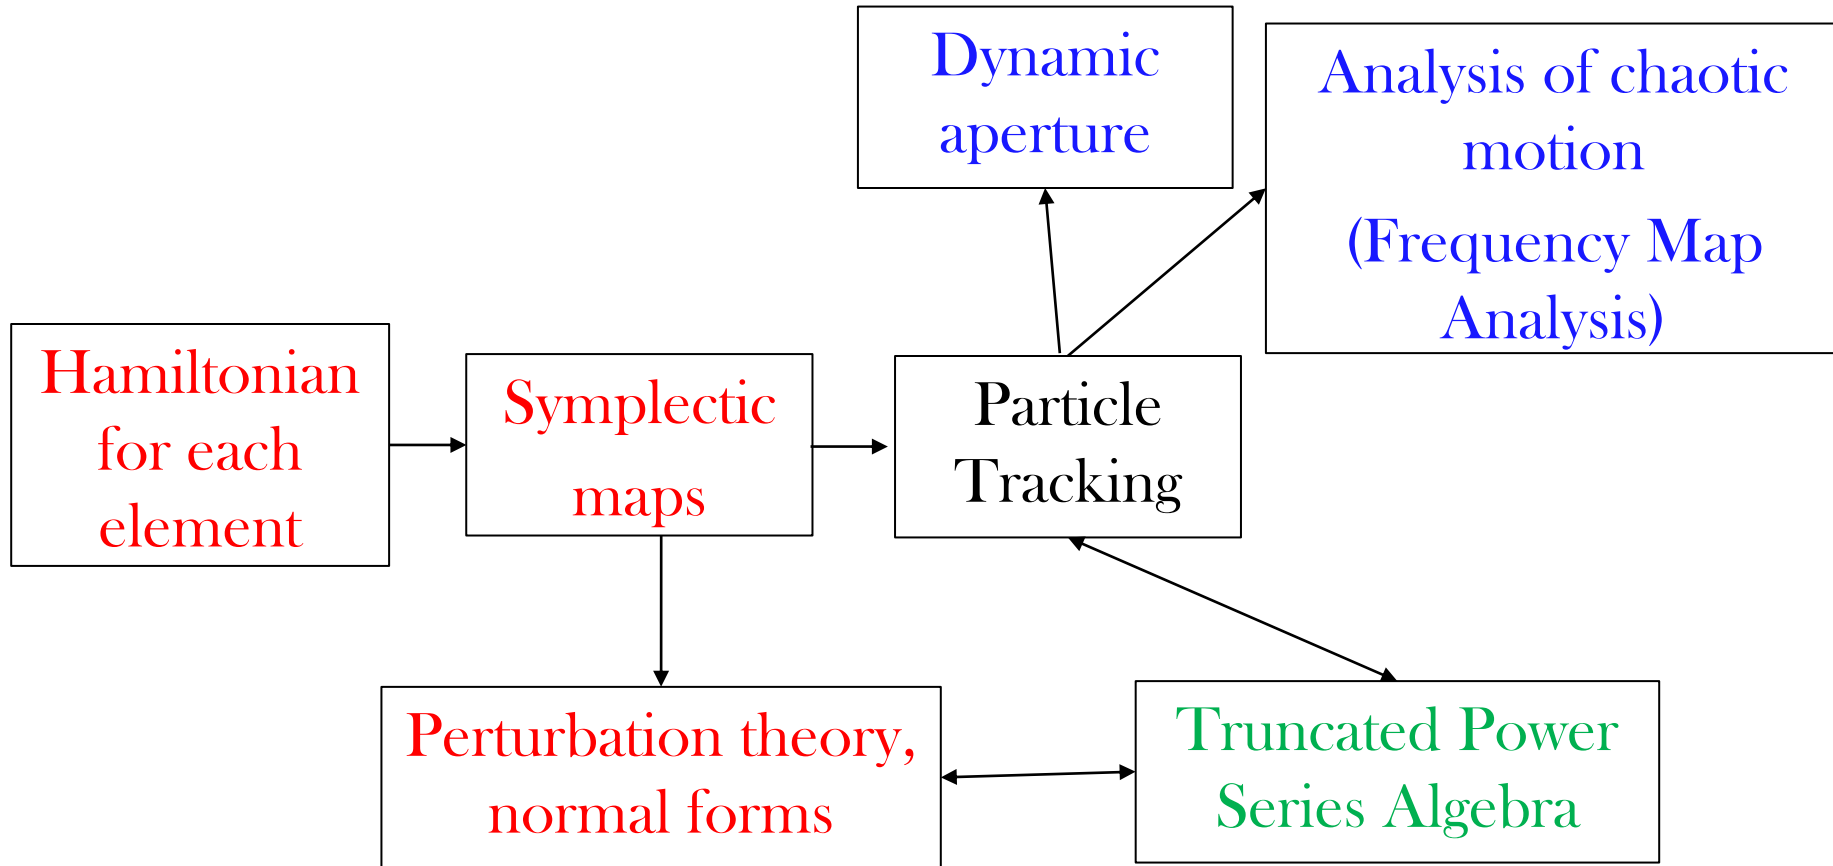 Dynamic
aperture
Analysis of chaotic
motion
(Frequency Map
Analysis)
Hamiltonian
for each
element
Symplectic
maps
Particle
Tracking
Perturbation theory,
normal forms
Truncated Power
Series Algebra